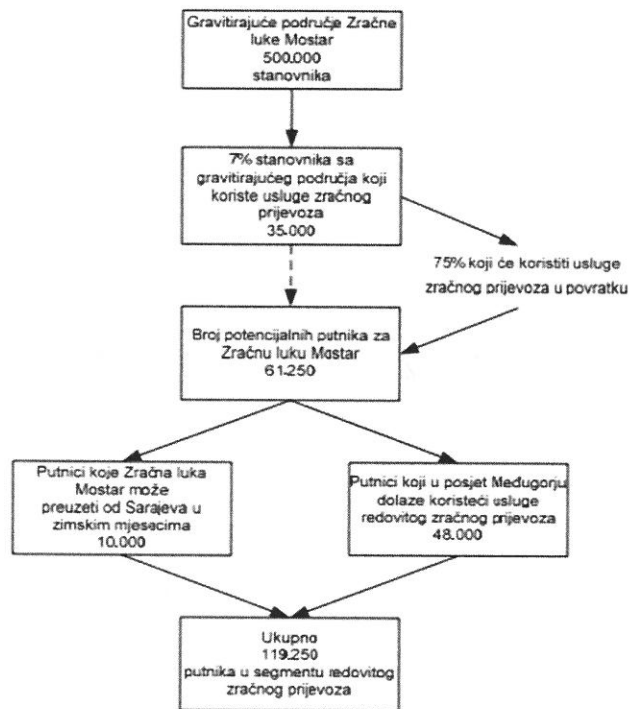 Gravitirajuće područje Zračne
luke Mostar
500.000
stanovnika
7% stanovnika sa
gravitirajućeg područja koji
koriste usluge zračnog
prijevoza
35.000
75% koji će koristiti usluge
zračnog prijevoza u povratku
Broj potencijalnih putnika za
Zračnu luku Mostar
61.250
Putnici koje Zračna luka
Mostar može
preuzeti od Sarajeva u
zimskim mjesecima
10.000
Putnici koji u posjet Međugorju
dolaze koristeći usluge
redovitog zračnog prijevoza
48.000
Ukupno
119.250
putnika u segmentu redovitog
zračnog prijevoza